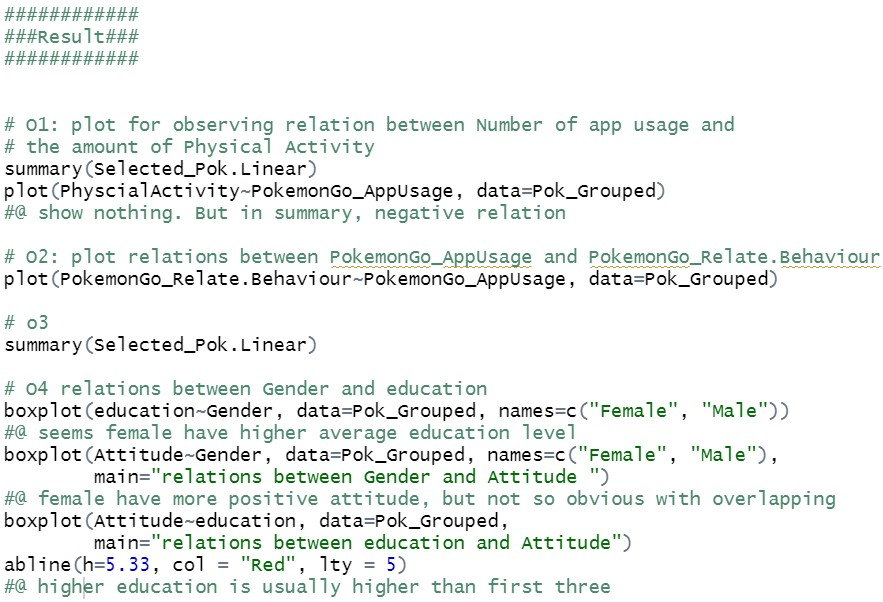 ############
###Result###
############
# O1: plot for observing relation between Number of app usage and
# the amount of Physical Activity
summary(Selected_Pok.Linear)
plot(PhyscialActivity~PokemonGo_AppUsage, data=Pok_Grouped)
#@ show nothing. But in summary, negative relation
# O2: plot relations between PokemonGo_AppUsage and PokemonGo_Relate.Behaviour
plot(PokemonGo_Relate.Behaviour~PokemonGo_AppUsage, data=Pok_Grouped)
# o3
summary(Selected_Pok.Linear)
# O4 relations between Gender and education
boxplot(education~Gender, data=Pok_Grouped, names=c("Female", "Male"))
#@ seems female have higher average education level
boxplot(Attitude~Gender, data=Pok_Grouped, names=c("Female", "Male"),
        main="relations between Gender and Attitude ")
#@ female have more positive attitude, but not so obvious with overlapping
boxplot(Attitude~education, data=Pok_Grouped,
        main="relations between education and Attitude")
abline(h=5.33, col = "Red", lty = 5)
#@ higher education is usually higher than first three